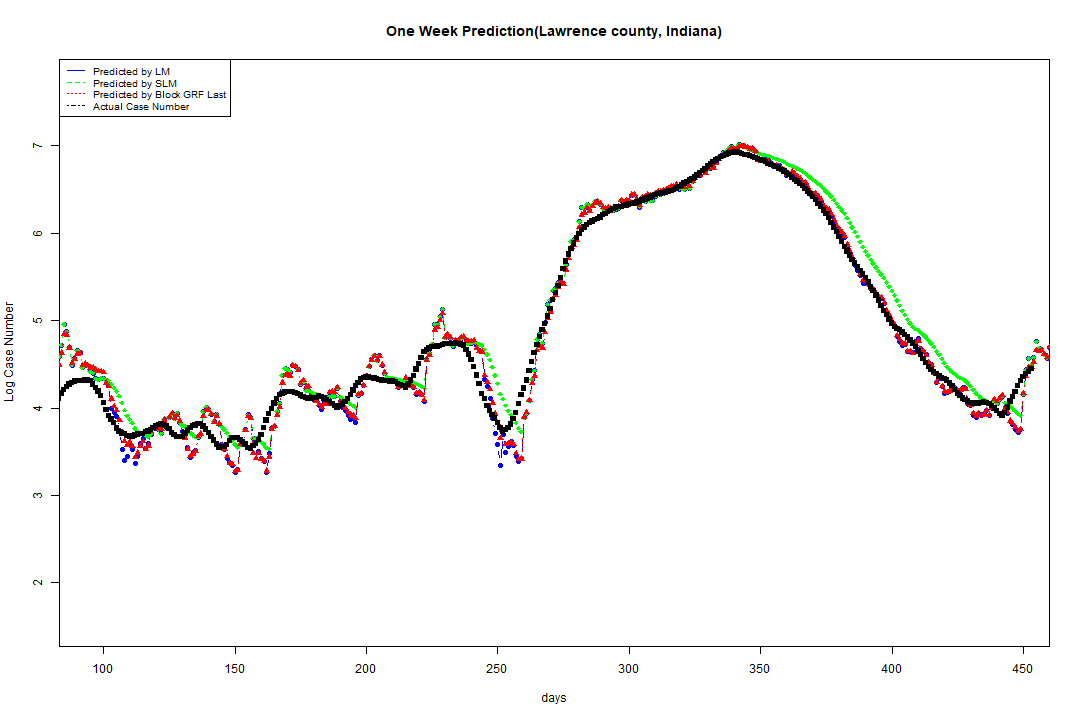 One Week Prediction(Lawrence county, Indiana)
Predicted by LM
Predicted by SLM
Predicted by Block GRF Last
Actual Case Number
7
6
5
4
3
2
Log Case Number
100 150 200 250 300 350 400 450
days